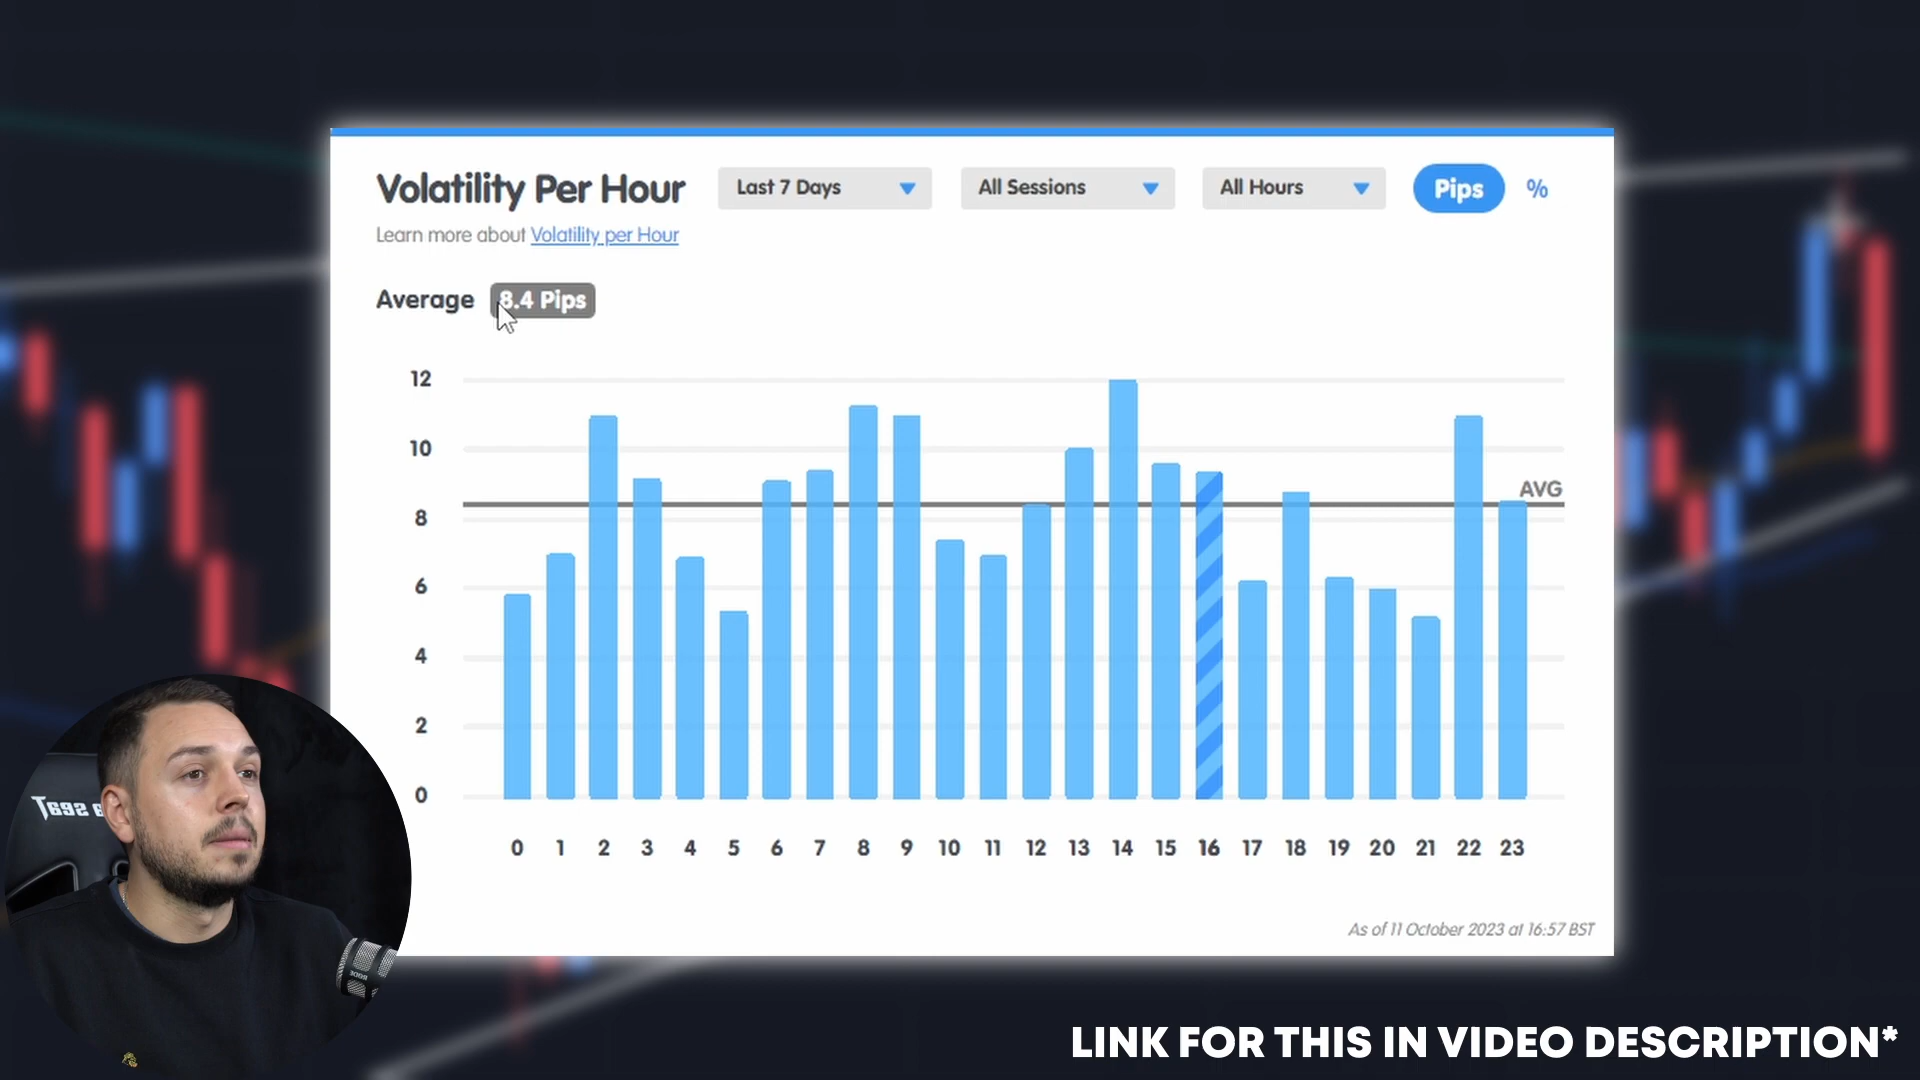 Volatility Per Hour
Last 7 Days
All Sessions
All Hours
Pips
%
Learn more about Volatility per Hour
Average 8.4 Pips
12
10
AVG
8
6
4
2
0
0 1 2 3 4 5 6 7 8 9 10 11 12 13 14 15 16 17 18 19 20 21 22 23
As of 11 October 2023 at 16:57 BST
RODE
LINK FOR THIS IN VIDEO DESCRIPTION*